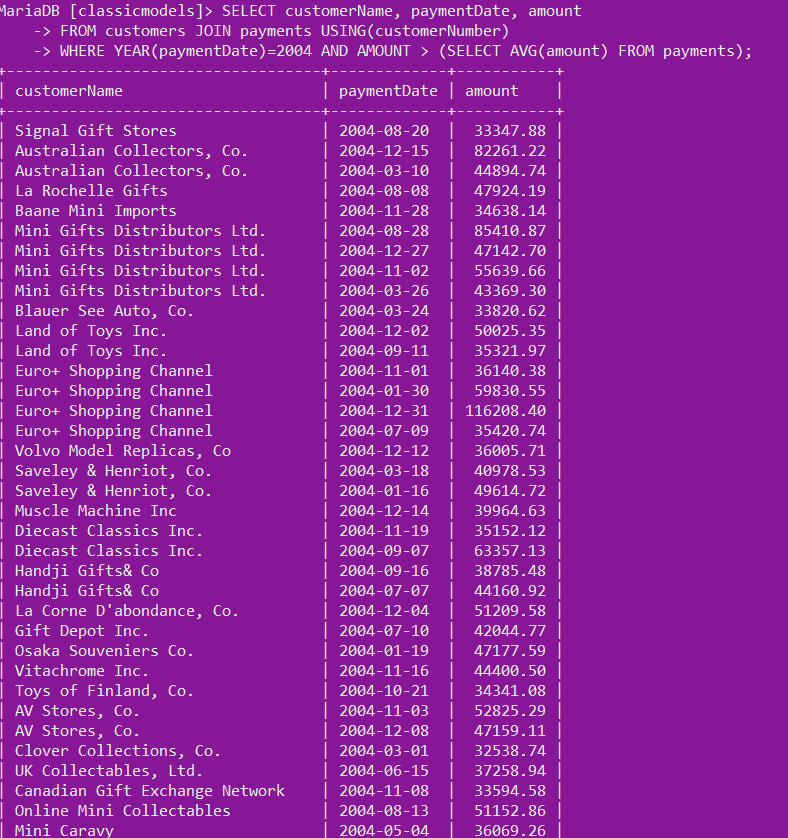 MariaDB [classicmodels]> SELECT customerName, paymentDate, amount
    -> FROM customers JOIN payments USING(customerNumber)
    -> WHERE YEAR(paymentDate)=2004 AND AMOUNT > (SELECT AVG(amount) FROM payments);
+----------------------------------+-------------+-----------+
| customerName                     | paymentDate | amount    |
+----------------------------------+-------------+-----------+
| Signal Gift Stores               | 2004-08-20  |  33347.88 |
| Australian Collectors, Co.       | 2004-12-15  |  82261.22 |
| Australian Collectors, Co.       | 2004-03-10  |  44894.74 |
| La Rochelle Gifts                | 2004-08-08  |  47924.19 |
| Baane Mini Imports               | 2004-11-28  |  34638.14 |
| Mini Gifts Distributors Ltd.     | 2004-08-28  |  85410.87 |
| Mini Gifts Distributors Ltd.     | 2004-12-27  |  47142.70 |
| Mini Gifts Distributors Ltd.     | 2004-11-02  |  55639.66 |
| Mini Gifts Distributors Ltd.     | 2004-03-26  |  43369.30 |
| Blauer See Auto, Co.             | 2004-03-24  |  33820.62 |
| Land of Toys Inc.                | 2004-12-02  |  50025.35 |
| Land of Toys Inc.                | 2004-09-11  |  35321.97 |
| Euro+ Shopping Channel           | 2004-11-01  |  36140.38 |
| Euro+ Shopping Channel           | 2004-01-30  |  59830.55 |
| Euro+ Shopping Channel           | 2004-12-31  | 116208.40 |
| Euro+ Shopping Channel           | 2004-07-09  |  35420.74 |
| Volvo Model Replicas, Co         | 2004-12-12  |  36005.71 |
| Saveley & Henriot, Co.           | 2004-03-18  |  40978.53 |
| Saveley & Henriot, Co.           | 2004-01-16  |  49614.72 |
| Muscle Machine Inc               | 2004-12-14  |  39964.63 |
| Diecast Classics Inc.            | 2004-11-19  |  35152.12 |
| Diecast Classics Inc.            | 2004-09-07  |  63357.13 |
| Handji Gifts& Co                 | 2004-09-16  |  38785.48 |
| Handji Gifts& Co                 | 2004-07-07  |  44160.92 |
| La Corne D'abondance, Co.        | 2004-12-04  |  51209.58 |
| Gift Depot Inc.                  | 2004-07-10  |  42044.77 |
| Osaka Souveniers Co.             | 2004-01-19  |  47177.59 |
| Vitachrome Inc.                  | 2004-11-16  |  44400.50 |
| Toys of Finland, Co.             | 2004-10-21  |  34341.08 |
| AV Stores, Co.                   | 2004-11-03  |  52825.29 |
| AV Stores, Co.                   | 2004-12-08  |  47159.11 |
| Clover Collections, Co.          | 2004-03-01  |  32538.74 |
| UK Collectables, Ltd.            | 2004-06-15  |  37258.94 |
| Canadian Gift Exchange Network   | 2004-11-08  |  33594.58 |
| Online Mini Collectables         | 2004-08-13  |  51152.86 |
| Mini Caravy                      | 2004-05-04  |  36069.26 |